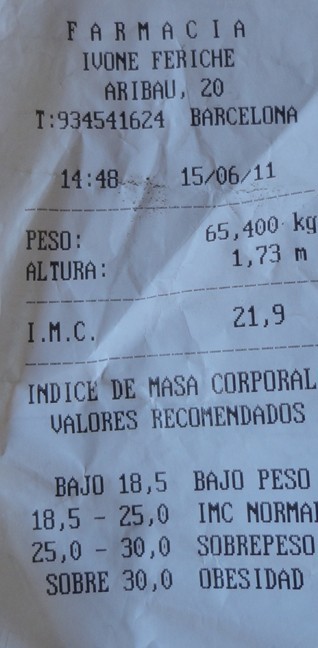 F A R M A C I A
IVONE FERICHE
ARIBAU, 20
T:934541624 BARCELONA
14:48 15/06/11
PESO: 65,400 kg
ALTURA: 1,73 m
I.M.C. 21,9
INDICE DE MASA CORPORAL
VALORES RECOMENDADOS
BAJO 18,5 BAJO PESO
18,5 - 25,0 IMC NORMAL
25,0 - 30,0 SOBREPESO
SOBRE 30,0 OBESIDAD